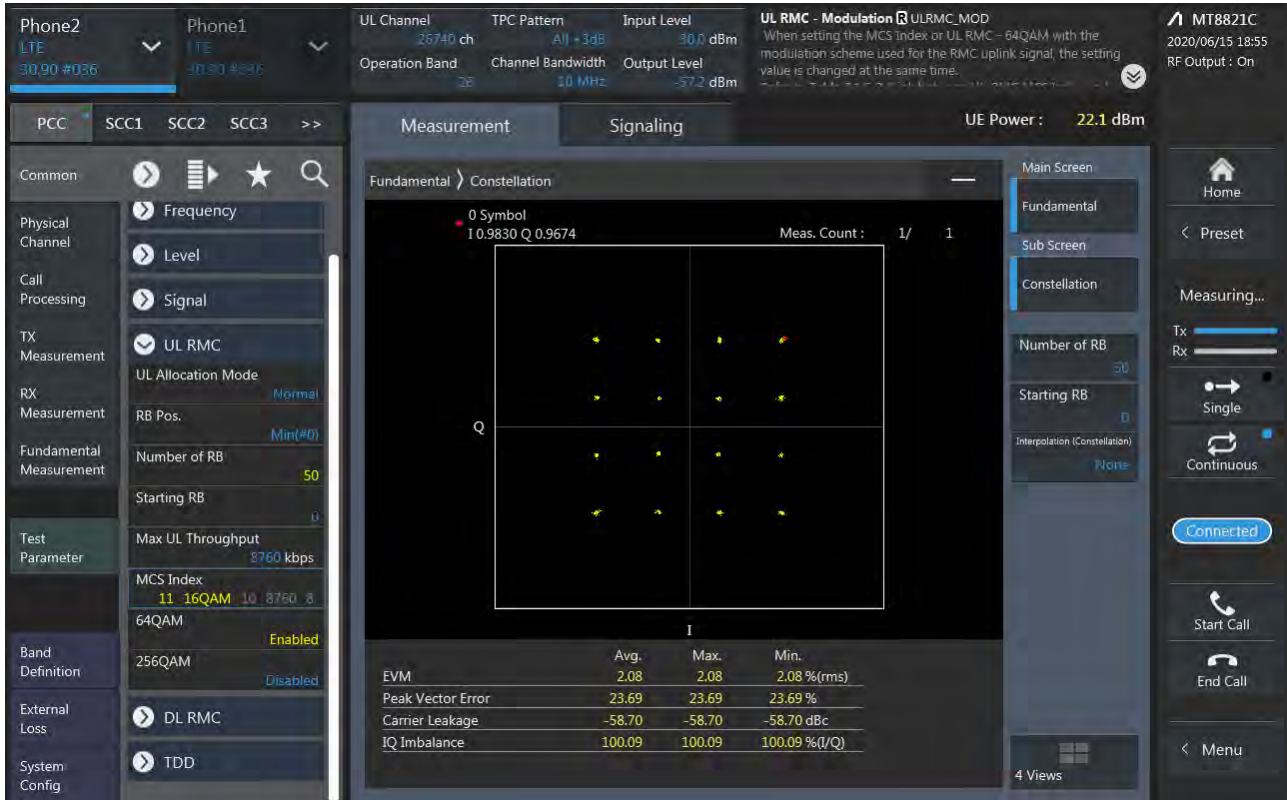 Phone2
LTE
30.90 #036
Phone1
LTE
UL Channel
26740 ch
TPC Pattern
All +3dB
Input Level
30.0 dBm
Operation Band
26
Channel Bandwidth
10 MHz
Output Level
-57.2 dBm
UL RMC - Modulation R ULRMC_MOD
When setting the MCS Index or UL RMC - 64QAM with the
modulation scheme used for the RMC uplink signal, the setting
value is changed at the same time.
MT8821C
2020/06/15 18:55
RF Output : On
PCC
SCC1
SCC2
SCC3
>>
Measurement
Signaling
UE Power : 22.1 dBm
Common
Physical
Channel
Call
Processing
TX
Measurement
RX
Measurement
Fundamental
Measurement
Test
Parameter
Band
Definition
External
Loss
System
Config
Frequency
Level
Signal
UL RMC
UL Allocation Mode
Normal
RB Pos.
Min(#0)
Number of RB
50
Starting RB
0
Max UL Throughput
8760 kbps
MCS Index
11 16QAM 10 8760 8
64QAM
Enabled
256QAM
Disabled
DL RMC
TDD
Fundamental 〉 Constellation
0 Symbol
I 0.9830 Q 0.9674
Meas. Count : 1/ 1
Q
I
Avg. Max. Min.
EVM 2.08 2.08 2.08 %(rms)
Peak Vector Error 23.69 23.69 23.69 %
Carrier Leakage -58.70 -58.70 -58.70 dBc
IQ Imbalance 100.09 100.09 100.09 %(I/Q)
Main Screen
Fundamental
Sub Screen
Constellation
Number of RB
50
Starting RB
0
Interpolation (Constellation)
None
4 Views
Home
< Preset
Measuring...
Tx
Rx
Single
Continuous
Connected
Start Call
End Call
< Menu